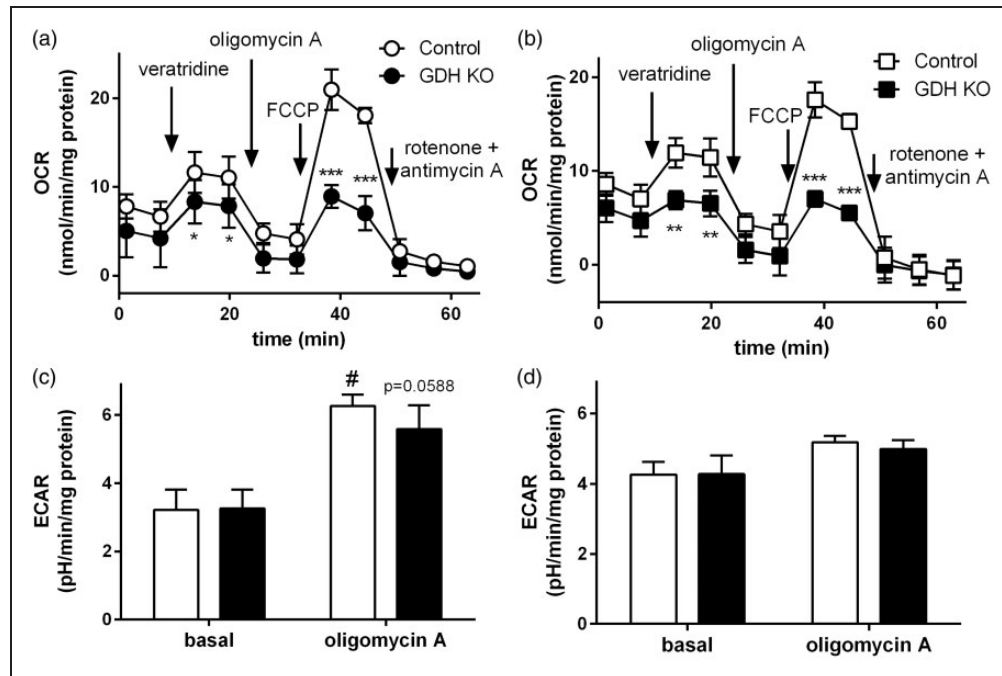 (a)
oligomycin A
Control
GDH KO
veratridine
FCCP
rotenone +
antimycin A
OCR
(nmol/min/mg protein)
20
10
0
***
***
*
*
0
20
40
60
time (min)
(b)
Control
GDH KO
veratridine
FCCP
rotenone +
antimycin A
OCR
(nmol/min/mg protein)
20
10
0
***
***
**
**
0
20
40
60
time (min)
(c)
ECAR
(pH/min/mg protein)
6
4
2
0
#
p=0.0588
basal
oligomycin A
(d)
ECAR
(pH/min/mg protein)
6
4
2
0
basal
oligomycin A